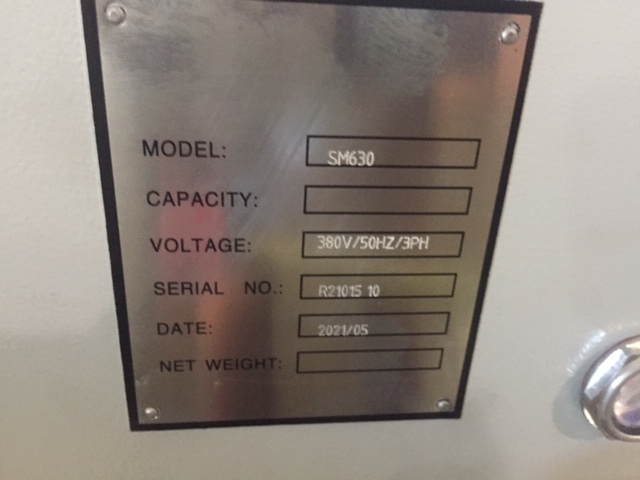 MODEL: SM630
CAPACITY:
VOLTAGE: 380V/50HZ/3PH
SERIAL NO.: R21015 10
DATE: 2021/05
NET WEIGHT: